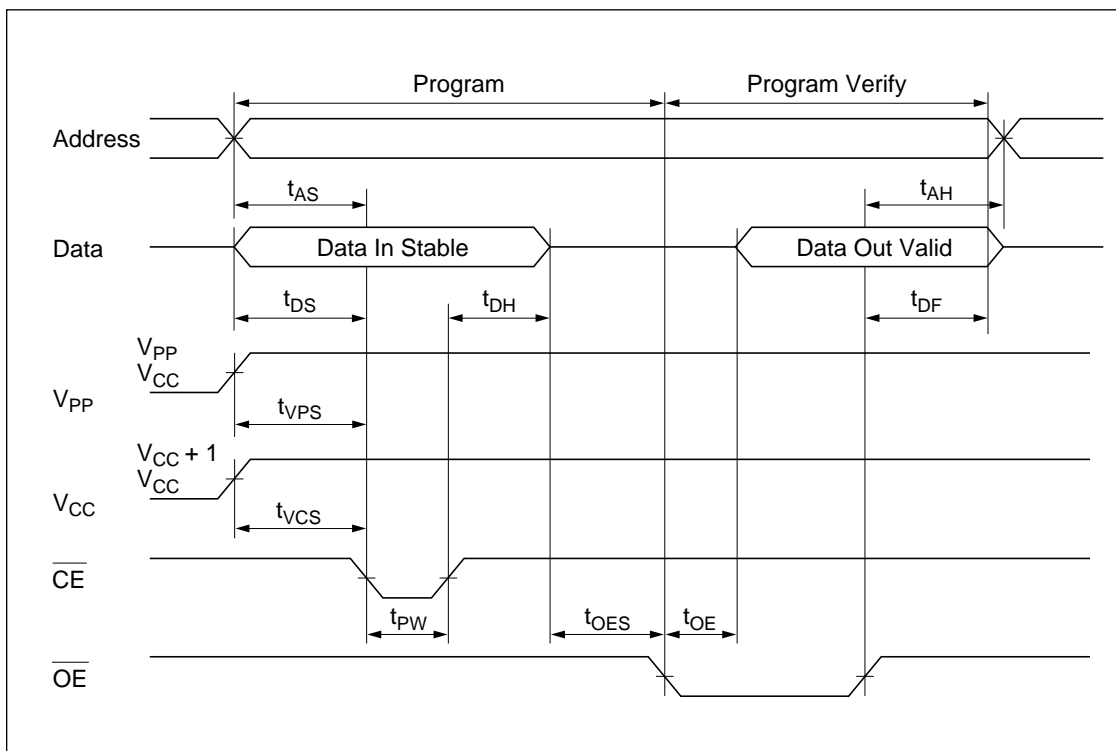 Program Program Verify
Address
tAS tAH
Data Data In Stable Data Out Valid
tDS tDH tDF
VPP
VCC
VPP
tVPS
VCC + 1
VCC
VCC
tVCS
CE
tPW tOES tOE
OE